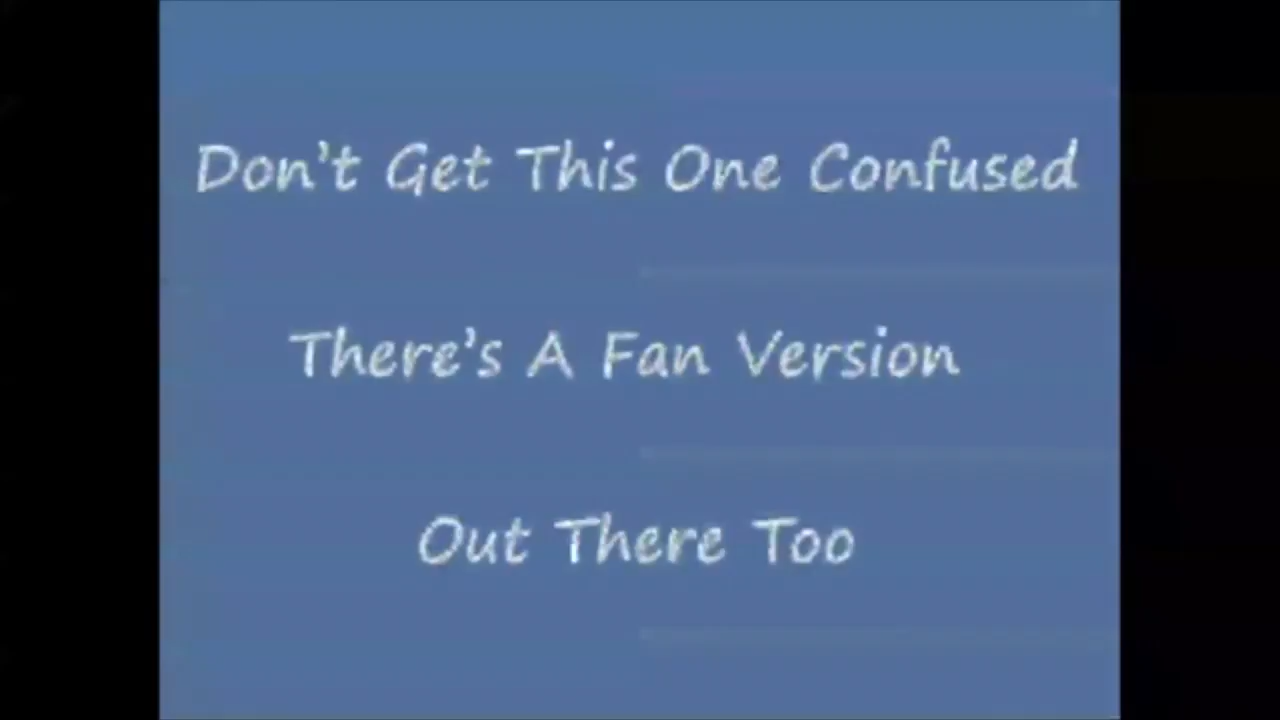 Don't Get This One Confused
There's A Fan Version
Out There Too